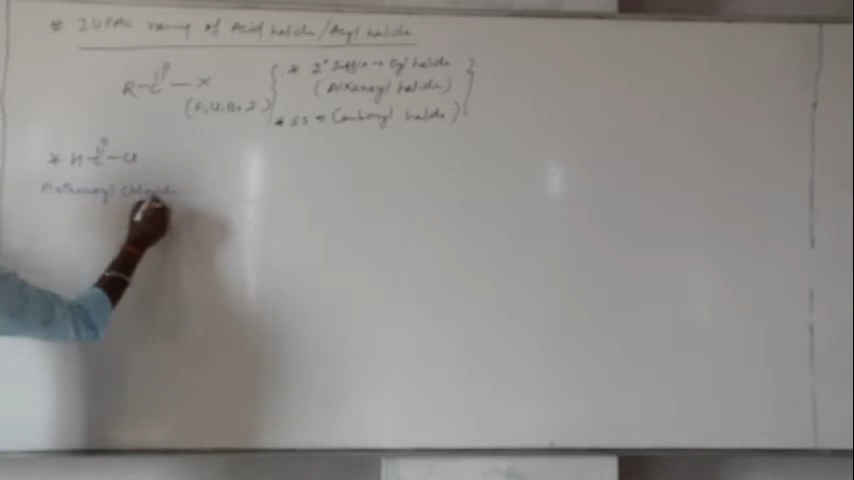 * IUPAC naming of Acid halide/Acyl halide
O
R-C-X
(F, Cl, Br, I)
* 2° Suffix → Oyl halide
(Alkanoyl halide)
* SS → Carbonyl halide
O
* H-C-Cl
Methanoyl Chloride